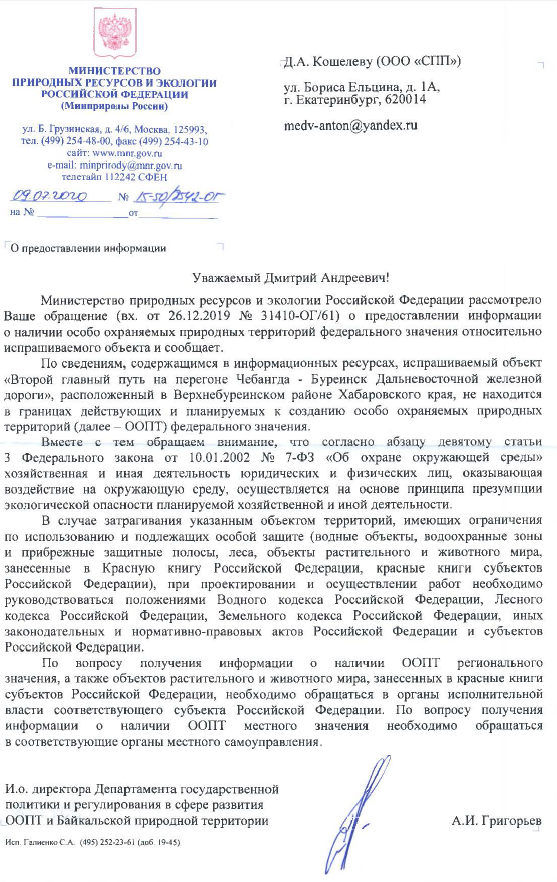 МИНИСТЕРСТВО
ПРИРОДНЫХ РЕСУРСОВ И ЭКОЛОГИИ
РОССИЙСКОЙ ФЕДЕРАЦИИ
(Минприроды России)
ул. Б. Грузинская, д. 4/6, Москва, 125993,
тел. (499) 254-48-00, факс (499) 254-43-10
сайт: www.mnr.gov.ru
e-mail: minprirody@mnr.gov.ru
телетайп 112242 СФЕН
09.07.2020 № 15-50/2542-ОГ
на № от
Д.А. Кошелеву (ООО «СПП»)
ул. Бориса Ельцина, д. 1А,
г. Екатеринбург, 620014
medv-anton@yandex.ru
О предоставлении информации
Уважаемый Дмитрий Андреевич!
Министерство природных ресурсов и экологии Российской Федерации рассмотрело
Ваше обращение (вх. от 26.12.2019 № 31410-ОГ/61) о предоставлении информации
о наличии особо охраняемых природных территорий федерального значения относительно
испрашиваемого объекта и сообщает.
По сведениям, содержащимся в информационных ресурсах, испрашиваемый объект
«Второй главный путь на перегоне Чебангда - Буреинск Дальневосточной железной
дороги», расположенный в Верхнебуреинском районе Хабаровского края, не находится
в границах действующих и планируемых к созданию особо охраняемых природных
территорий (далее – ООПТ) федерального значения.
Вместе с тем обращаем внимание, что согласно абзацу девятому статьи
3 Федерального закона от 10.01.2002 № 7-ФЗ «Об охране окружающей среды»
хозяйственная и иная деятельность юридических и физических лиц, оказывающая
воздействие на окружающую среду, осуществляется на основе принципа презумпции
экологической опасности планируемой хозяйственной и иной деятельности.
В случае затрагивания указанным объектом территорий, имеющих ограничения
по использованию и подлежащих особой защите (водные объекты, водоохранные зоны
и прибрежные защитные полосы, леса, объекты растительного и животного мира,
занесенные в Красную книгу Российской Федерации, красные книги субъектов
Российской Федерации), при проектировании и осуществлении работ необходимо
руководствоваться положениями Водного кодекса Российской Федерации, Лесного
кодекса Российской Федерации, Земельного кодекса Российской Федерации, иных
законодательных и нормативно-правовых актов Российской Федерации и субъектов
Российской Федерации.
По вопросу получения информации о наличии ООПТ регионального
значения, а также объектов растительного и животного мира, занесенных в красные книги
субъектов Российской Федерации, необходимо обращаться в органы исполнительной
власти соответствующего субъекта Российской Федерации. По вопросу получения
информации о наличии ООПТ местного значения необходимо обращаться
в соответствующие органы местного самоуправления.
И.о. директора Департамента государственной
политики и регулирования в сфере развития
ООПТ и Байкальской природной территории А.И. Григорьев
Исп. Галиенко С.А. (495) 252-23-61 (доб. 19-45)